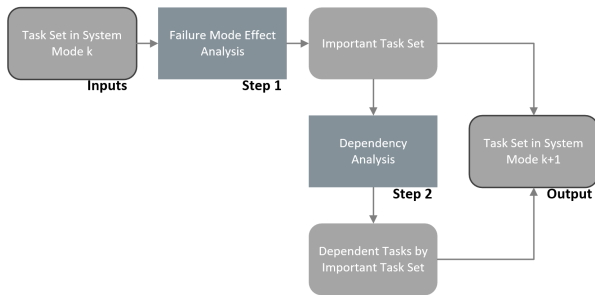 Task Set in System
Mode k
Inputs
Failure Mode Effect
Analysis
Step 1
Important Task Set
Dependency
Analysis
Step 2
Dependent Tasks by
Important Task Set
Task Set in System
Mode k+1
Output